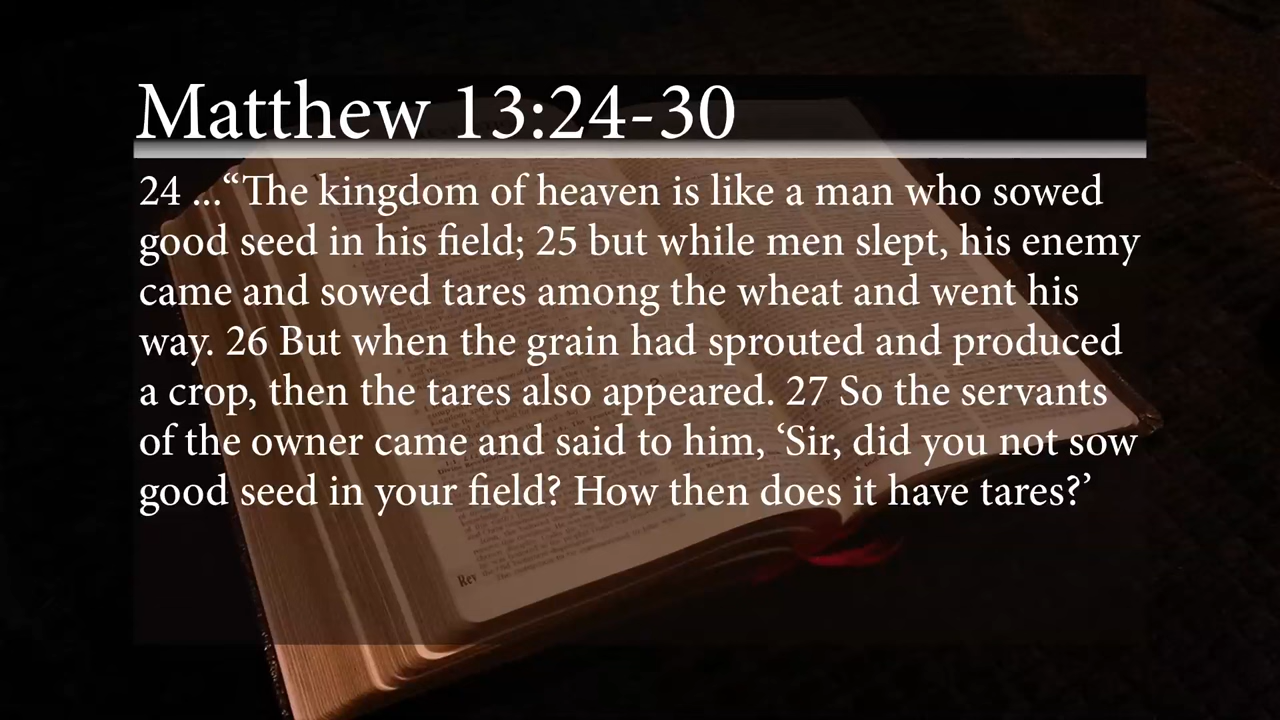 Matthew 13:24-30
24 ...“The kingdom of heaven is like a man who sowed
good seed in his field; 25 but while men slept, his enemy
came and sowed tares among the wheat and went his
way. 26 But when the grain had sprouted and produced
a crop, then the tares also appeared. 27 So the servants
of the owner came and said to him, ‘Sir, did you not sow
good seed in your field? How then does it have tares?’
Rev